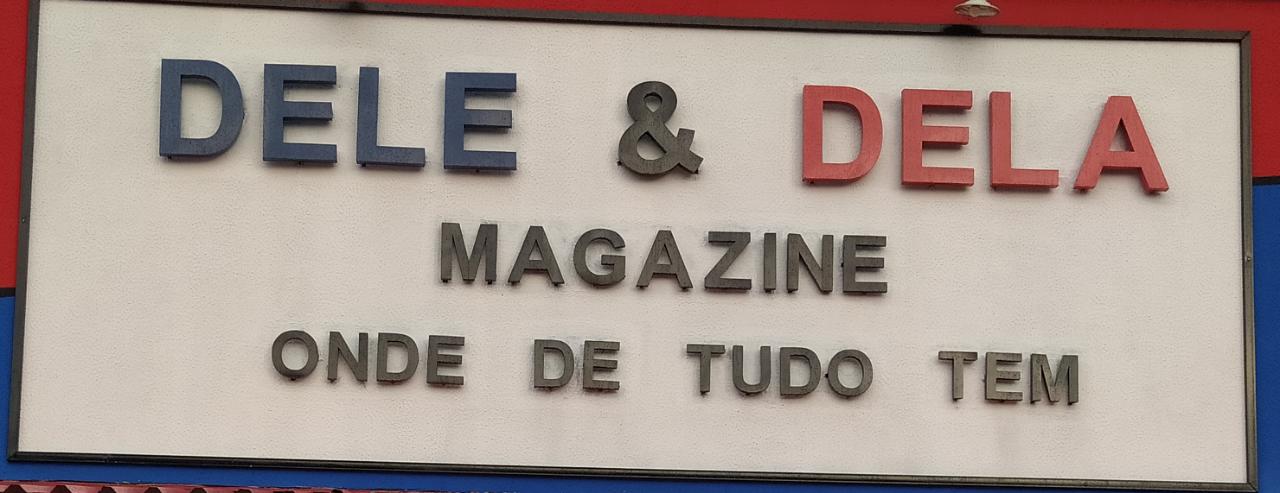 DELE & DELA
MAGAZINE
ONDE DE TUDO TEM